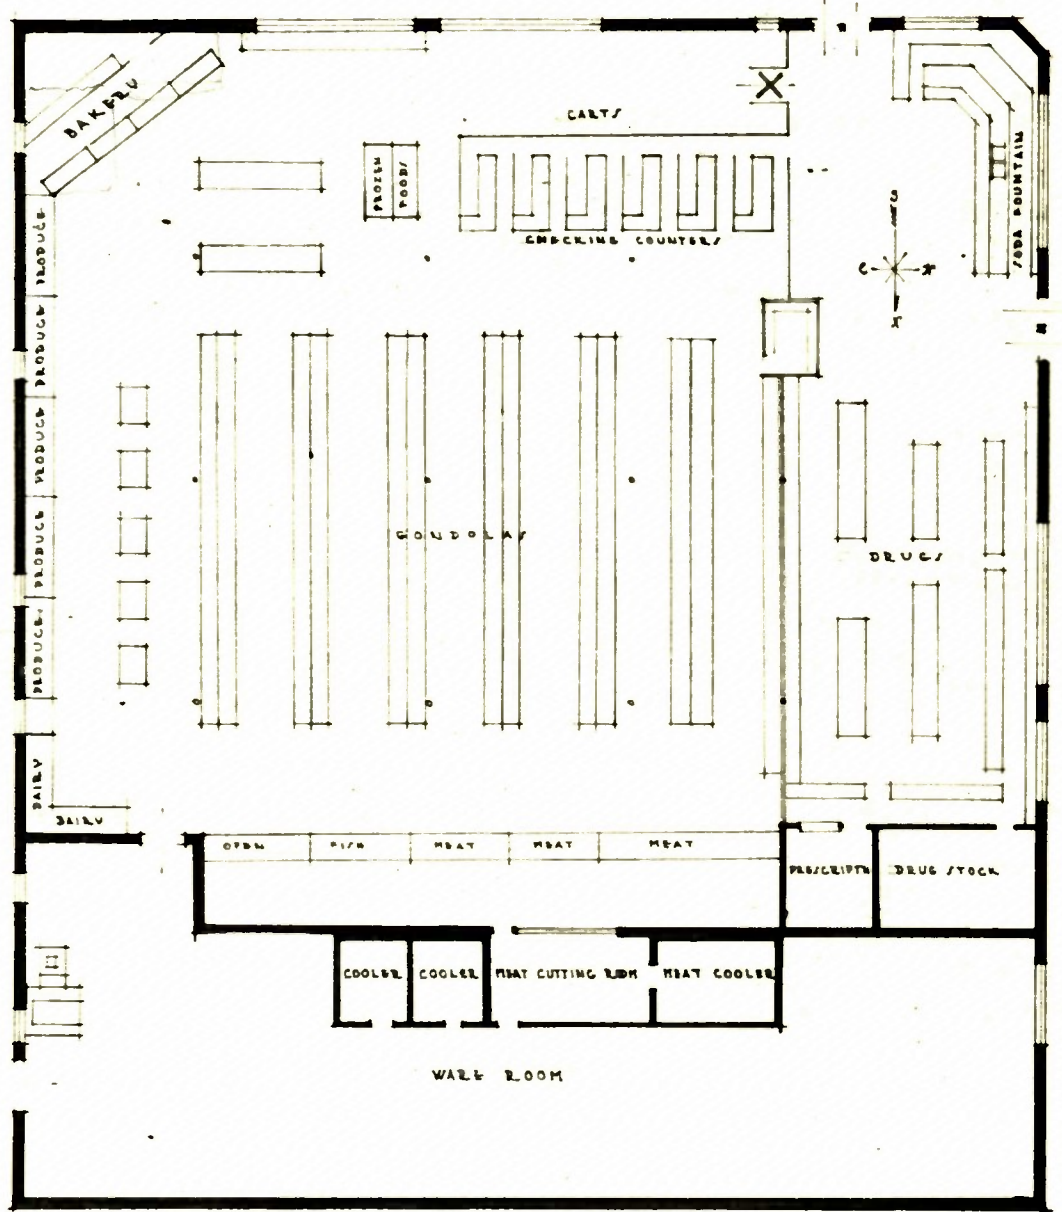 BAKERY
CARTS
FROZEN
FOODS
CHECKING COUNTERS
SODA FOUNTAIN
PRODUCE
PRODUCE
PRODUCE
PRODUCE
PRODUCE
GONDOLAS
DRUGS
DAIRY
DAIRY
OPEN
FISH
MEAT
MEAT
MEAT
PRESCRIPTN
DRUG STOCK
COOLER
COOLER
MEAT CUTTING ROOM
MEAT COOLER
WARE ROOM